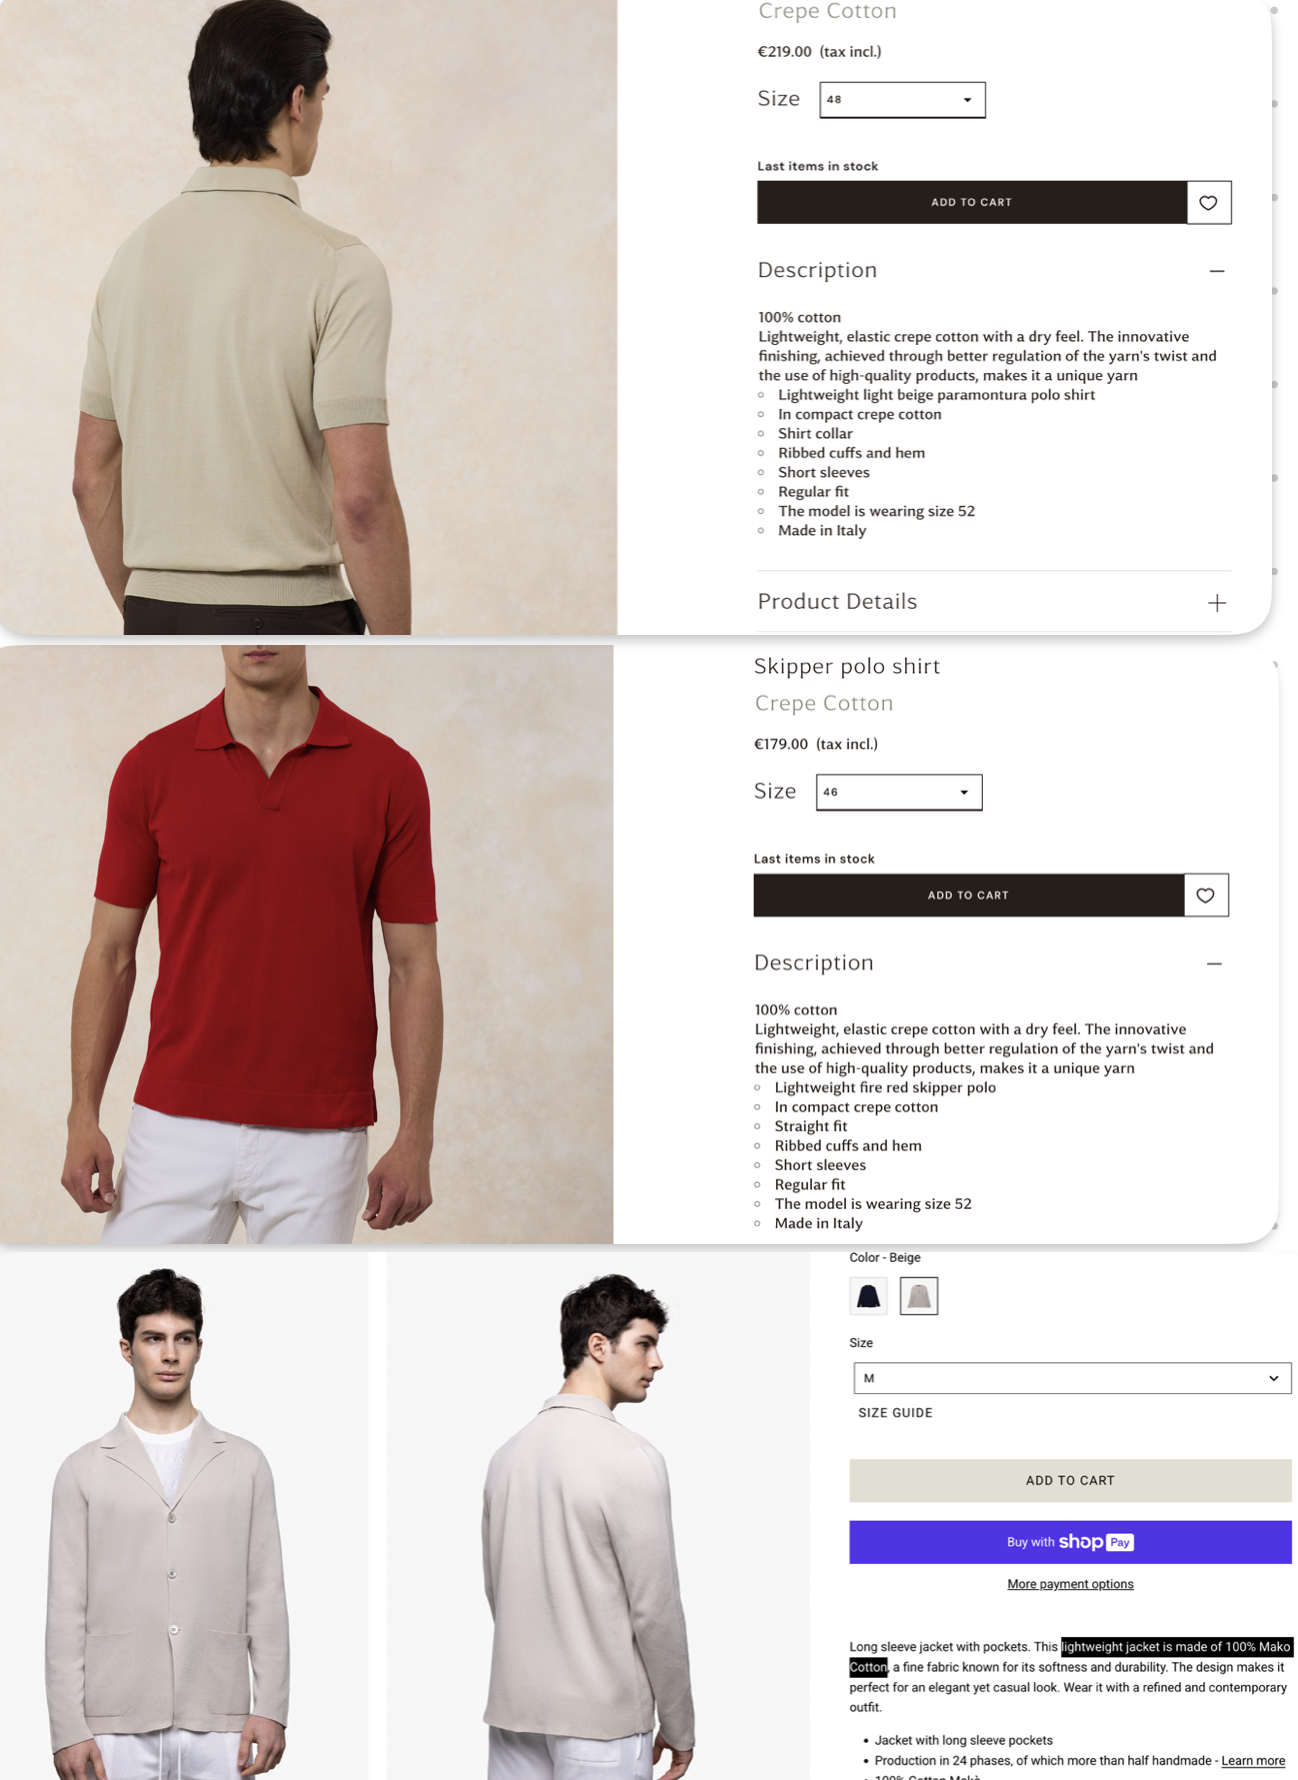 Crepe Cotton
€219.00 (tax incl.)
Size 48
Last items in stock
ADD TO CART
Description
100% cotton
Lightweight, elastic crepe cotton with a dry feel. The innovative
finishing, achieved through better regulation of the yarn's twist and
the use of high-quality products, makes it a unique yarn
Lightweight light beige paramontura polo shirt
In compact crepe cotton
Shirt collar
Ribbed cuffs and hem
Short sleeves
Regular fit
The model is wearing size 52
Made in Italy
Product Details
Skipper polo shirt
Crepe Cotton
€179.00 (tax incl.)
Size 46
Last items in stock
ADD TO CART
Description
100% cotton
Lightweight, elastic crepe cotton with a dry feel. The innovative
finishing, achieved through better regulation of the yarn's twist and
the use of high-quality products, makes it a unique yarn
Lightweight fire red skipper polo
In compact crepe cotton
Straight fit
Ribbed cuffs and hem
Short sleeves
Regular fit
The model is wearing size 52
Made in Italy
Color - Beige
Size
M
SIZE GUIDE
ADD TO CART
Buy with shop Pay
More payment options
Long sleeve jacket with pockets. This lightweight jacket is made of 100% Mako
Cotton, a fine fabric known for its softness and durability. The design makes it
perfect for an elegant yet casual look. Wear it with a refined and contemporary
outfit.
Jacket with long sleeve pockets
Production in 24 phases, of which more than half handmade - Learn more
100% Cotton Makò